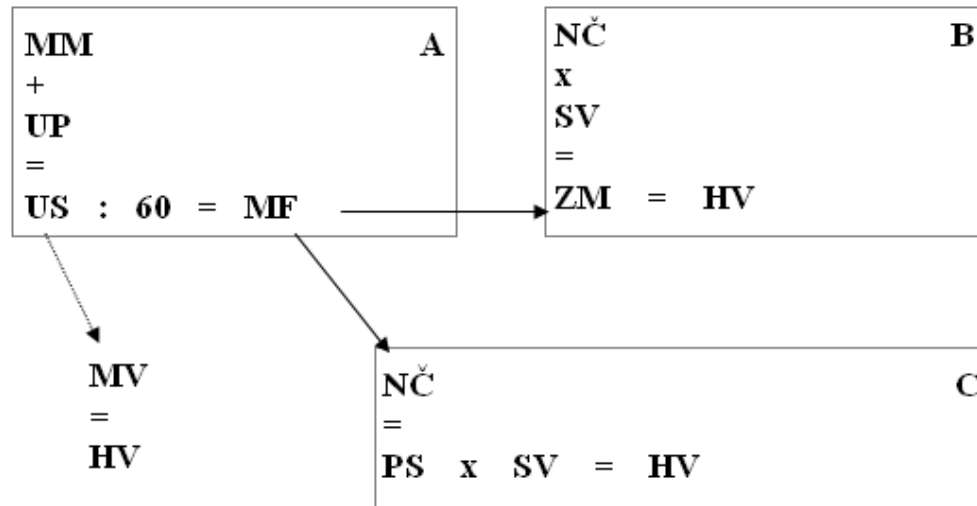 MM A
+
UP
=
US : 60 = MF
NČ B
x
SV
=
ZM = HV
MV
=
HV
NČ C
=
PS x SV = HV